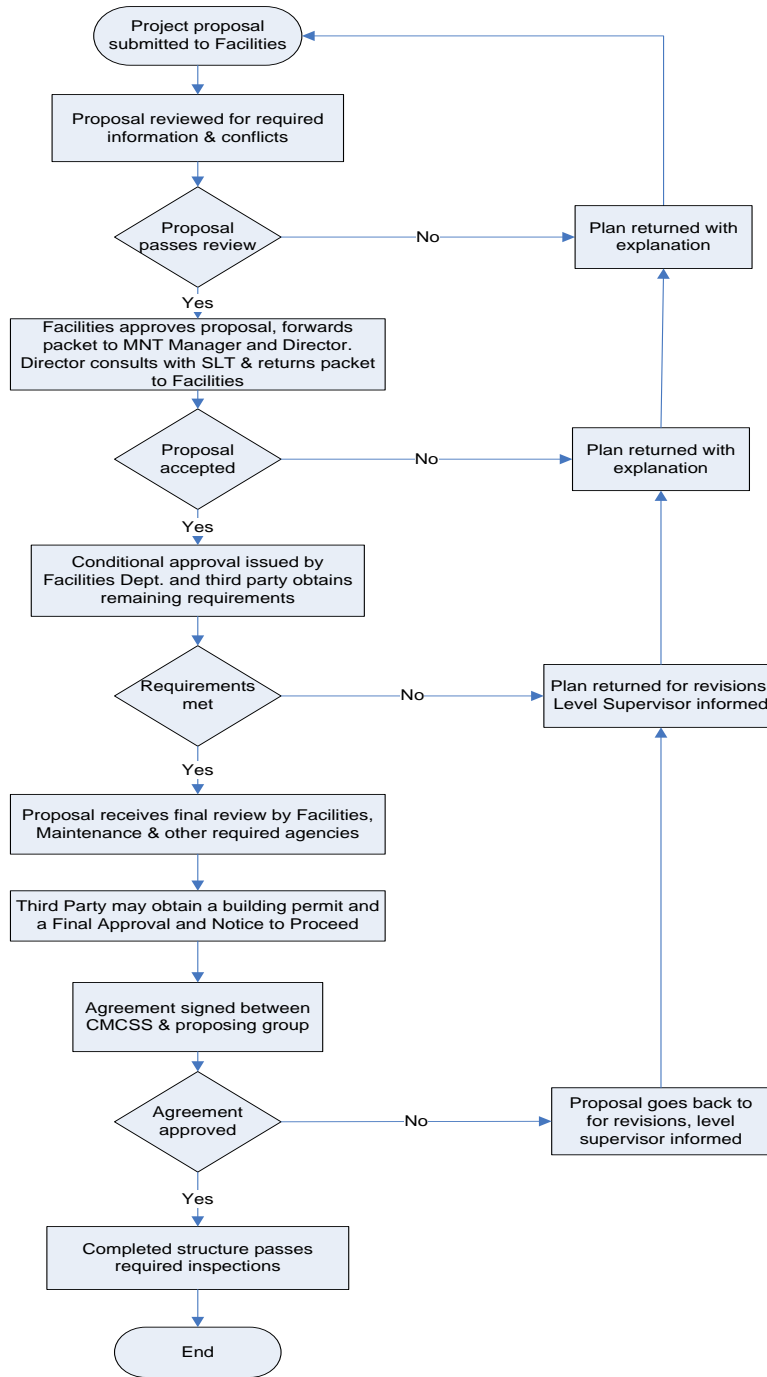 Project proposal
submitted to Facilities
Proposal reviewed for required
information & conflicts
Proposal
passes review
No
Plan returned with
explanation
Yes
Facilities approves proposal, forwards
packet to MNT Manager and Director.
Director consults with SLT & returns packet
to Facilities
Proposal
accepted
No
Plan returned with
explanation
Yes
Conditional approval issued by
Facilities Dept. and third party obtains
remaining requirements
Requirements
met
No
Plan returned for revisions
Level Supervisor informed
Yes
Proposal receives final review by Facilities,
Maintenance & other required agencies
Third Party may obtain a building permit and
a Final Approval and Notice to Proceed
Agreement signed between
CMCSS & proposing group
Agreement
approved
No
Proposal goes back to
for revisions, level
supervisor informed
Yes
Completed structure passes
required inspections
End